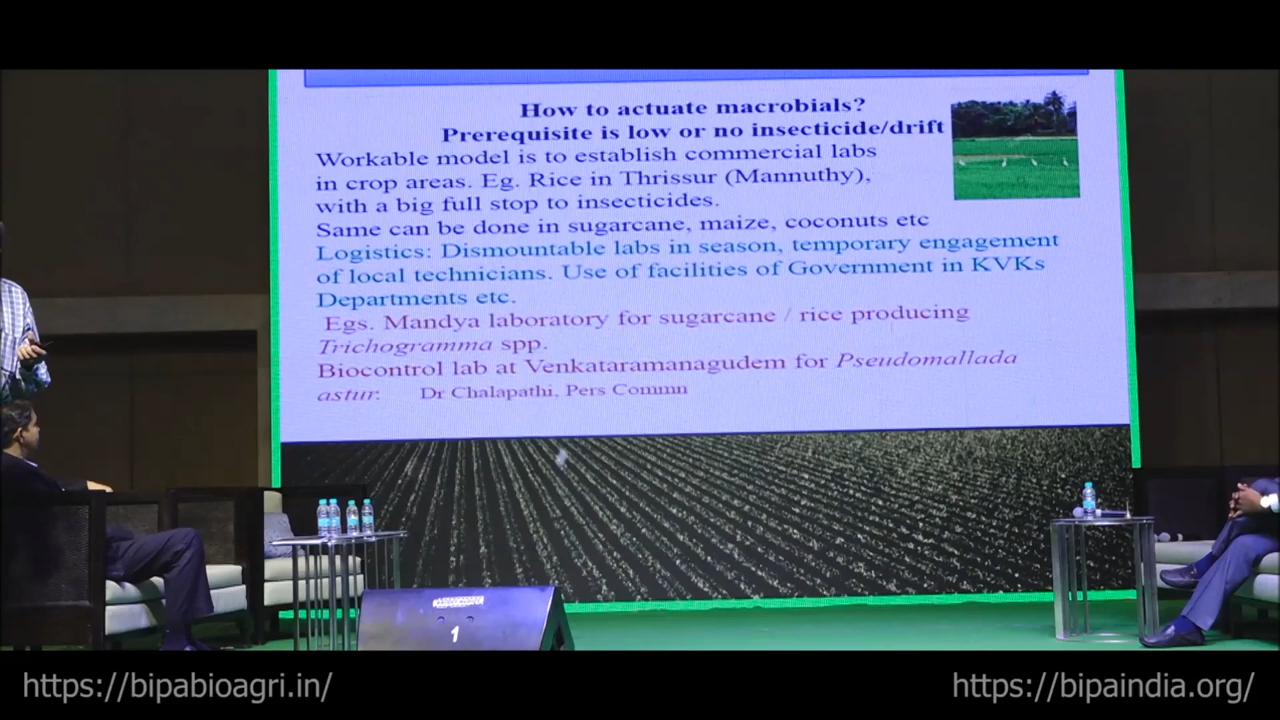 How to actuate macrobials?
Prerequisite is low or no insecticide/drift
Workable model is to establish commercial labs
in crop areas. Eg. Rice in Thrissur (Mannuthy),
with a big full stop to insecticides.
Same can be done in sugarcane, maize, coconuts etc
Logistics: Dismountable labs in season, temporary engagement
of local technicians. Use of facilities of Government in KVKs
Departments etc.
Egs. Mandya laboratory for sugarcane / rice producing
Trichogramma spp.
Biocontrol lab at Venkataramanagudem for Pseudomallada
astur. Dr Chalapathi, Pers Commn
1
https://bipabioagri.in/
https://bipaindia.org/